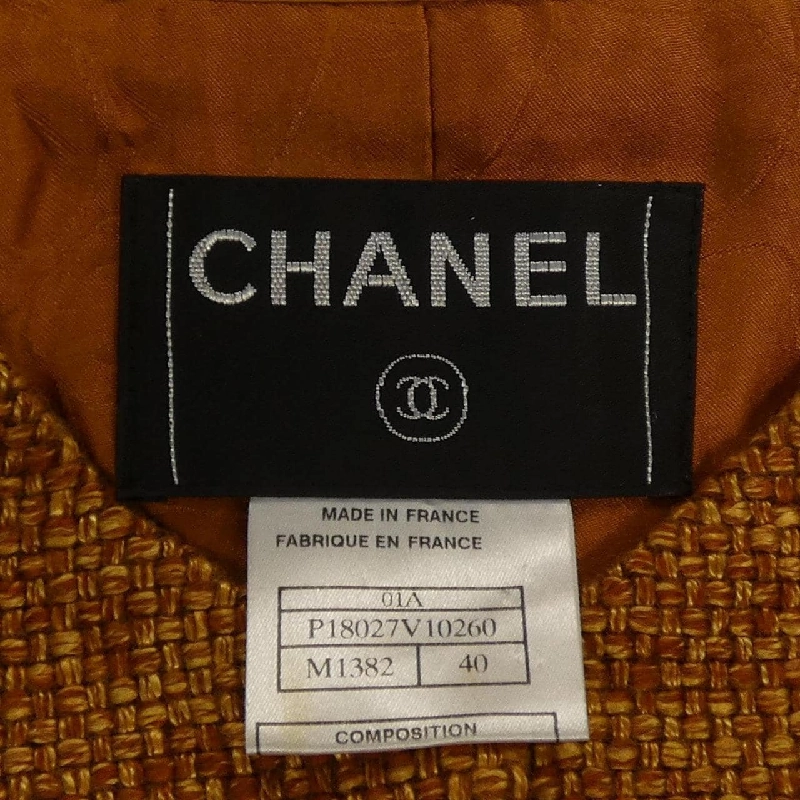 CHANEL
MADE IN FRANCE
FABRIQUE EN FRANCE
01A
P18027V10260
M1382 40
COMPOSITION